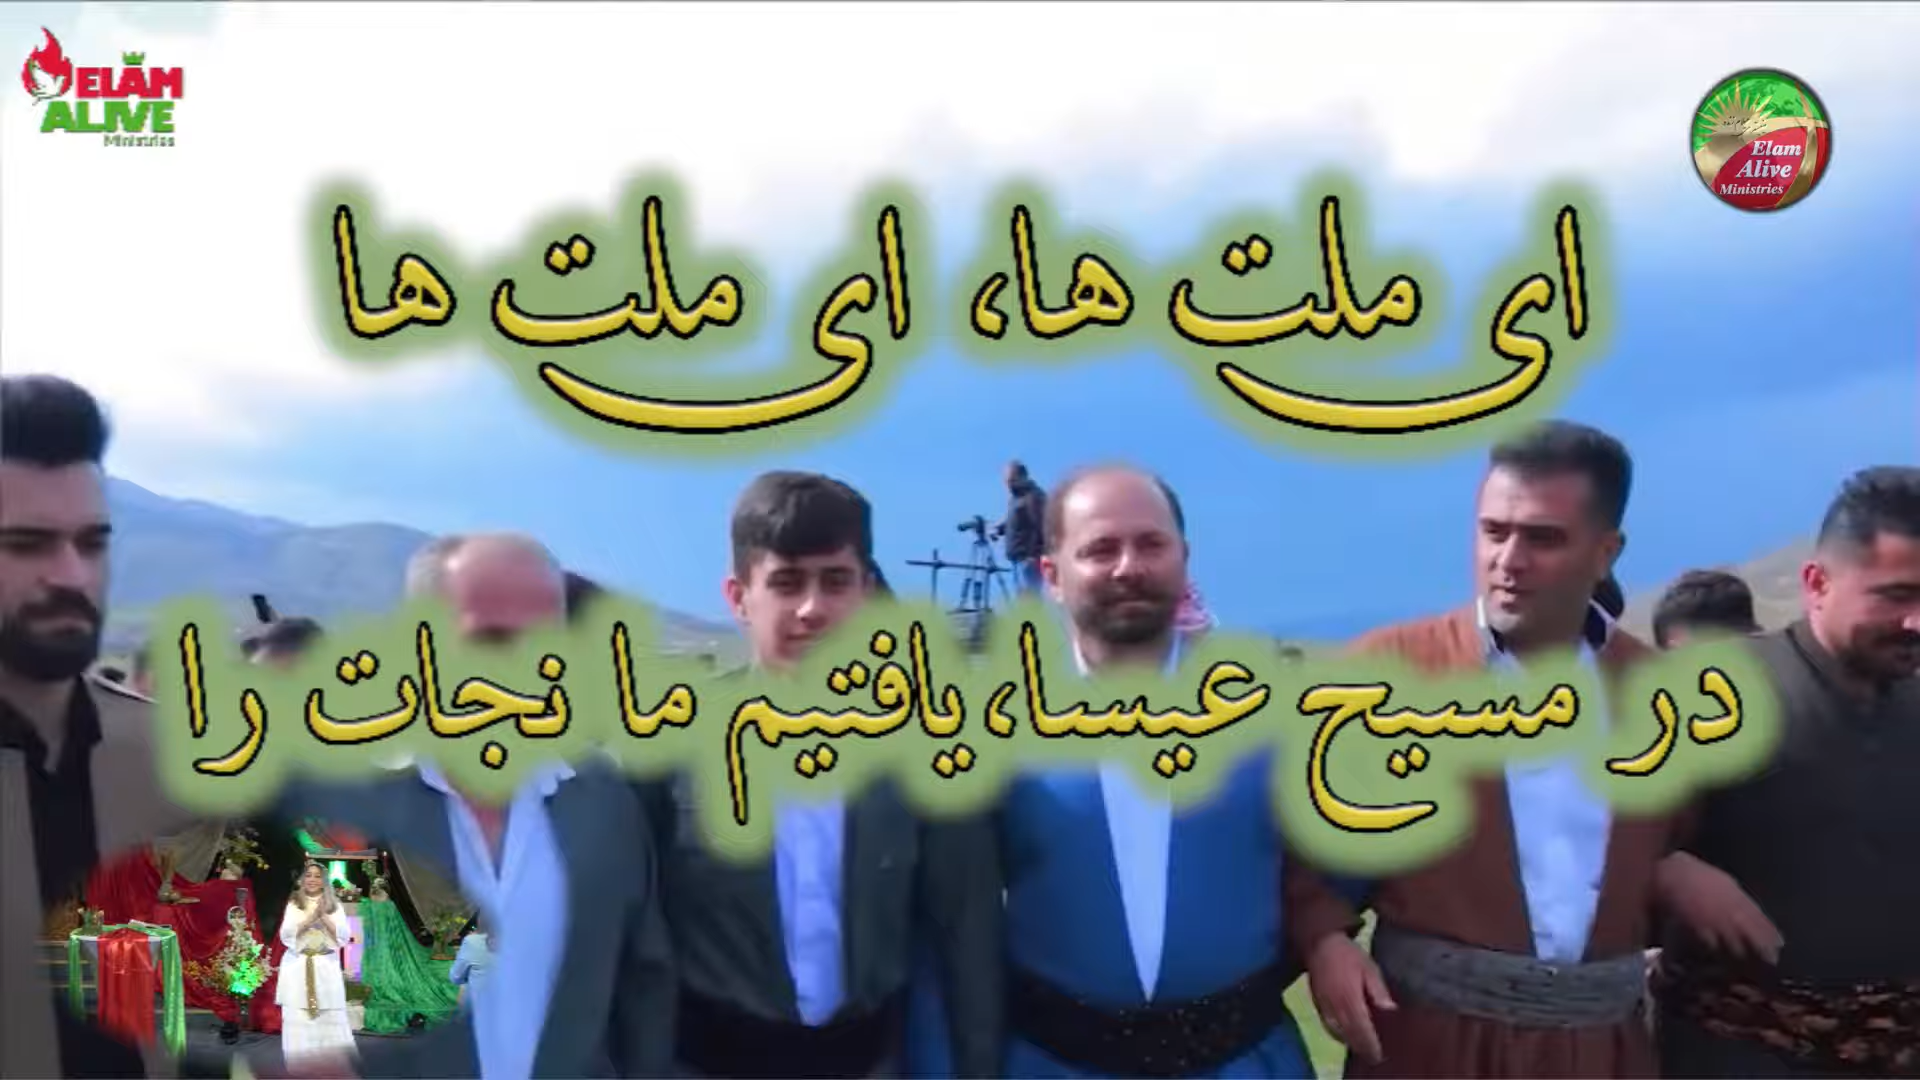 ELAM
ALIVE
Ministries
Elam
Alive
Ministries
ای ملت ها، ای ملت ها
در مسیح عیسا، یافتیم ما نجات را